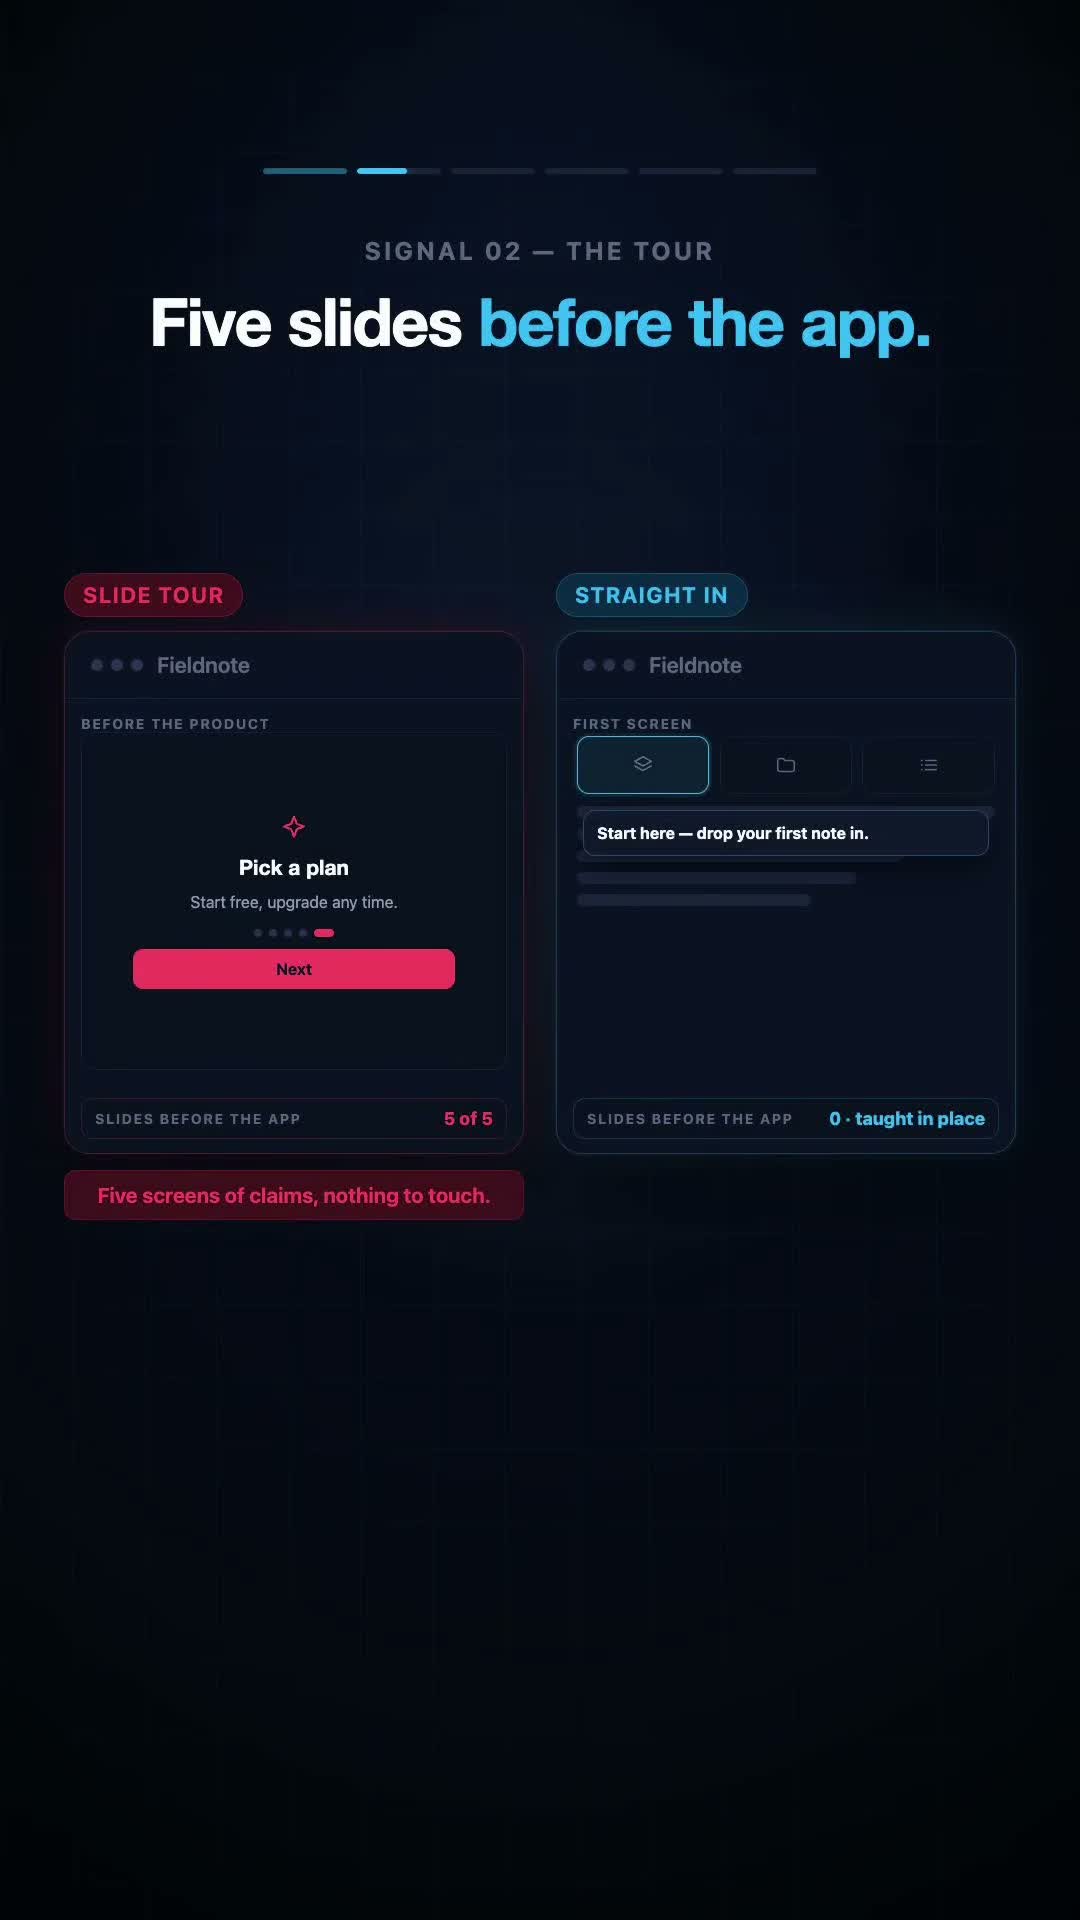 SIGNAL 02 — THE TOUR
Five slides before the app.
SLIDE TOUR
Fieldnote
BEFORE THE PRODUCT
Pick a plan
Start free, upgrade any time.
Next
SLIDES BEFORE THE APP
5 of 5
Five screens of claims, nothing to touch.
STRAIGHT IN
Fieldnote
FIRST SCREEN
Start here — drop your first note in.
SLIDES BEFORE THE APP
0 · taught in place